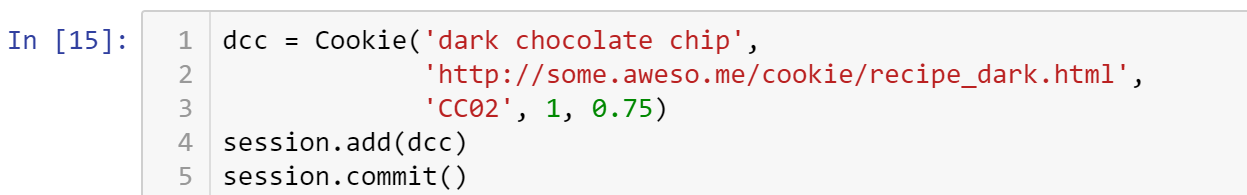 In [15]: 1 dcc = Cookie('dark chocolate chip',
2 'http://some.aweso.me/cookie/recipe_dark.html',
3 'CC02', 1, 0.75)
4 session.add(dcc)
5 session.commit()